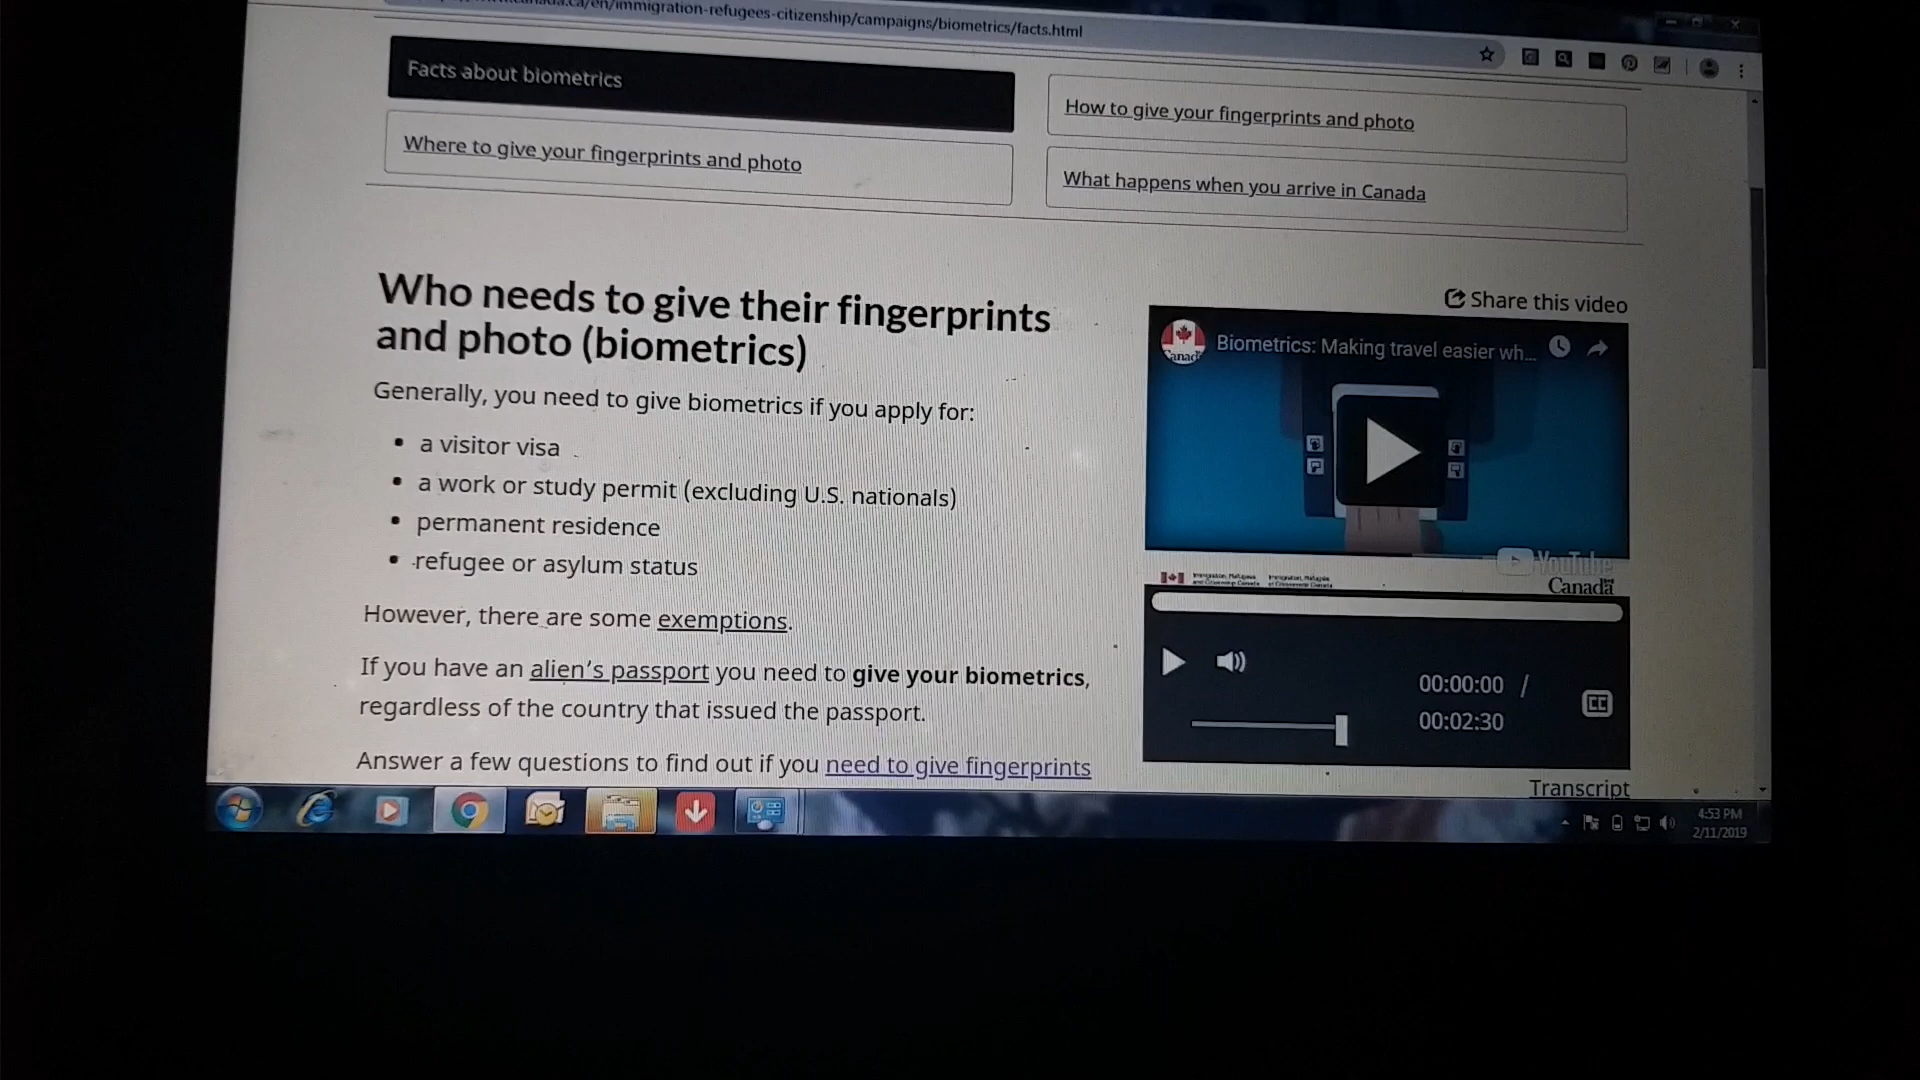 canada.ca/en/immigration-refugees-citizenship/campaigns/biometrics/facts.html
Facts about biometrics
How to give your fingerprints and photo
Where to give your fingerprints and photo
What happens when you arrive in Canada
Who needs to give their fingerprints
and photo (biometrics)
Generally, you need to give biometrics if you apply for:
• a visitor visa
• a work or study permit (excluding U.S. nationals)
• permanent residence
• refugee or asylum status
However, there are some exemptions.
If you have an alien's passport you need to give your biometrics,
regardless of the country that issued the passport.
Answer a few questions to find out if you need to give fingerprints
Share this video
Canada
Biometrics: Making travel easier wh...
YouTube
Canada
00:00:00 /
00:02:30
CC
Transcript
4:53 PM
2/11/2019